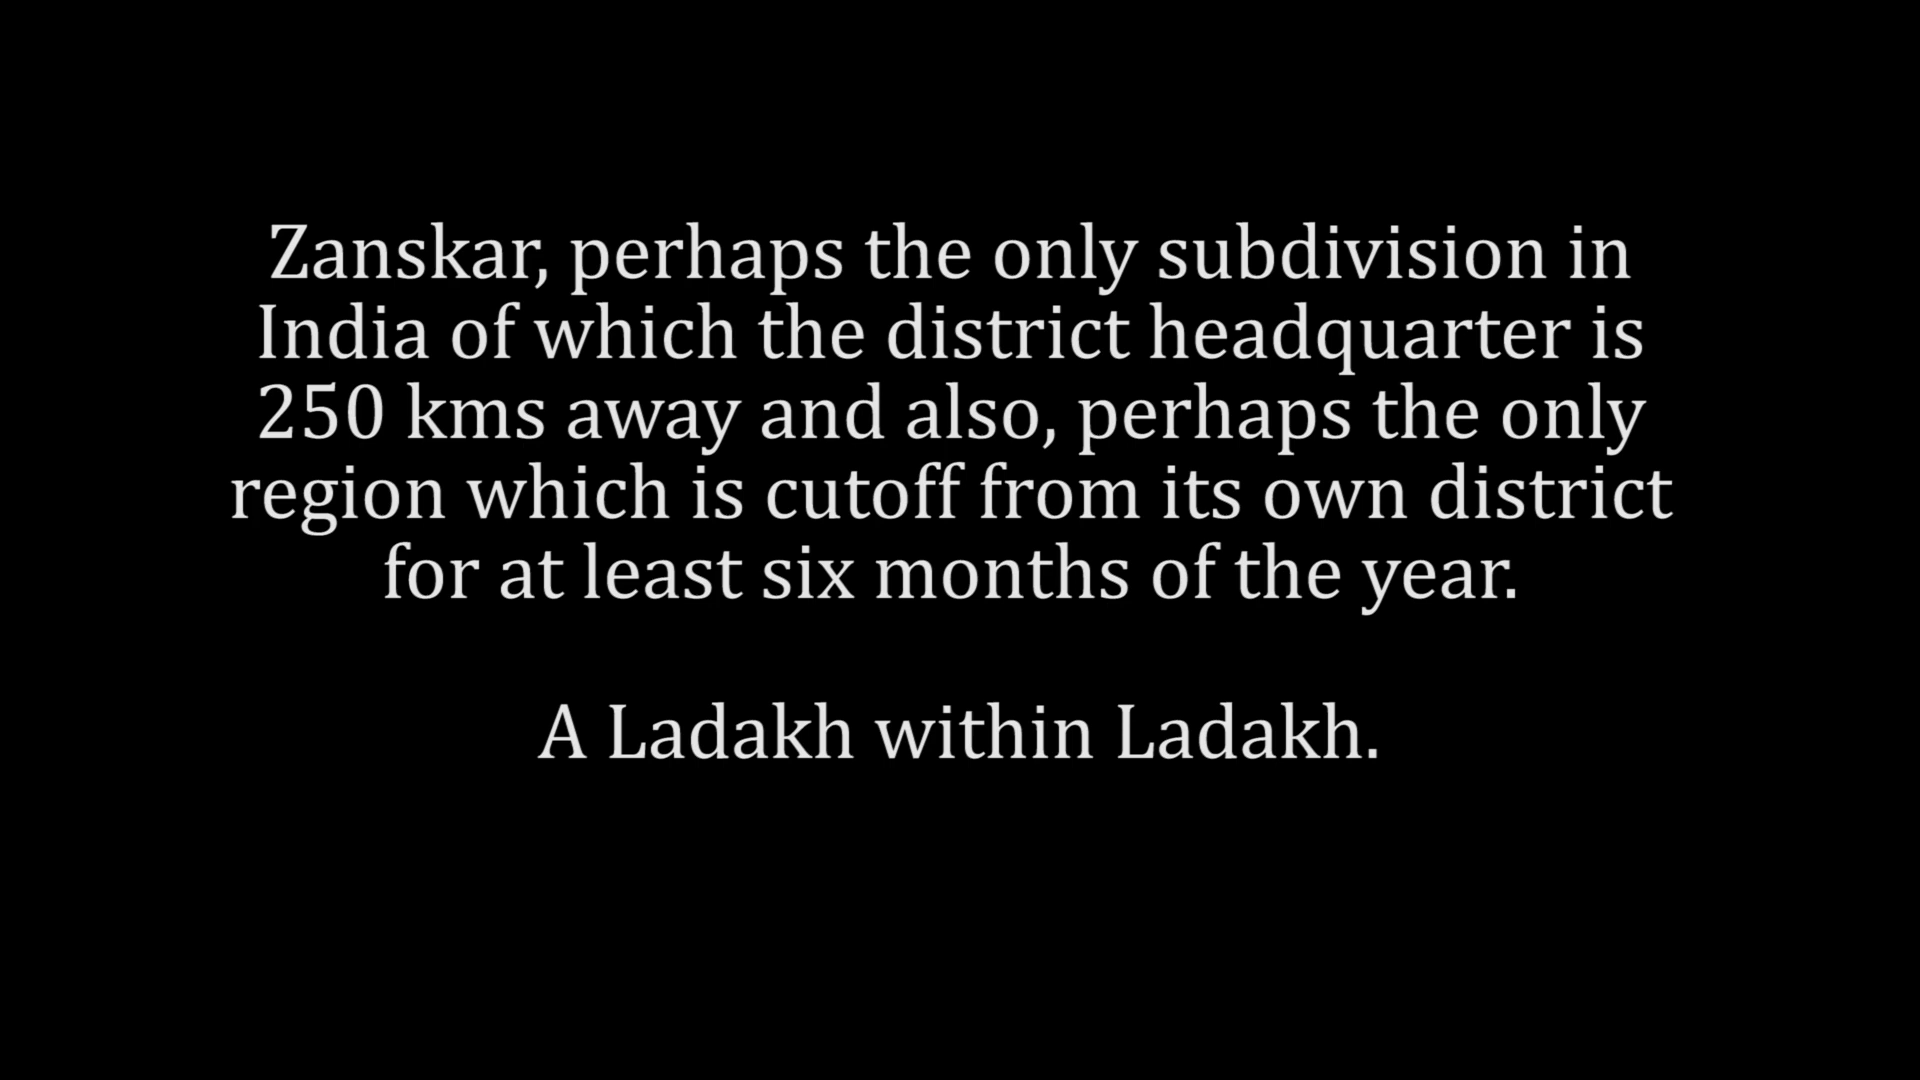 Zanskar, perhaps the only subdivision in
India of which the district headquarter is
250 kms away and also, perhaps the only
region which is cutoff from its own district
for at least six months of the year.
A Ladakh within Ladakh.